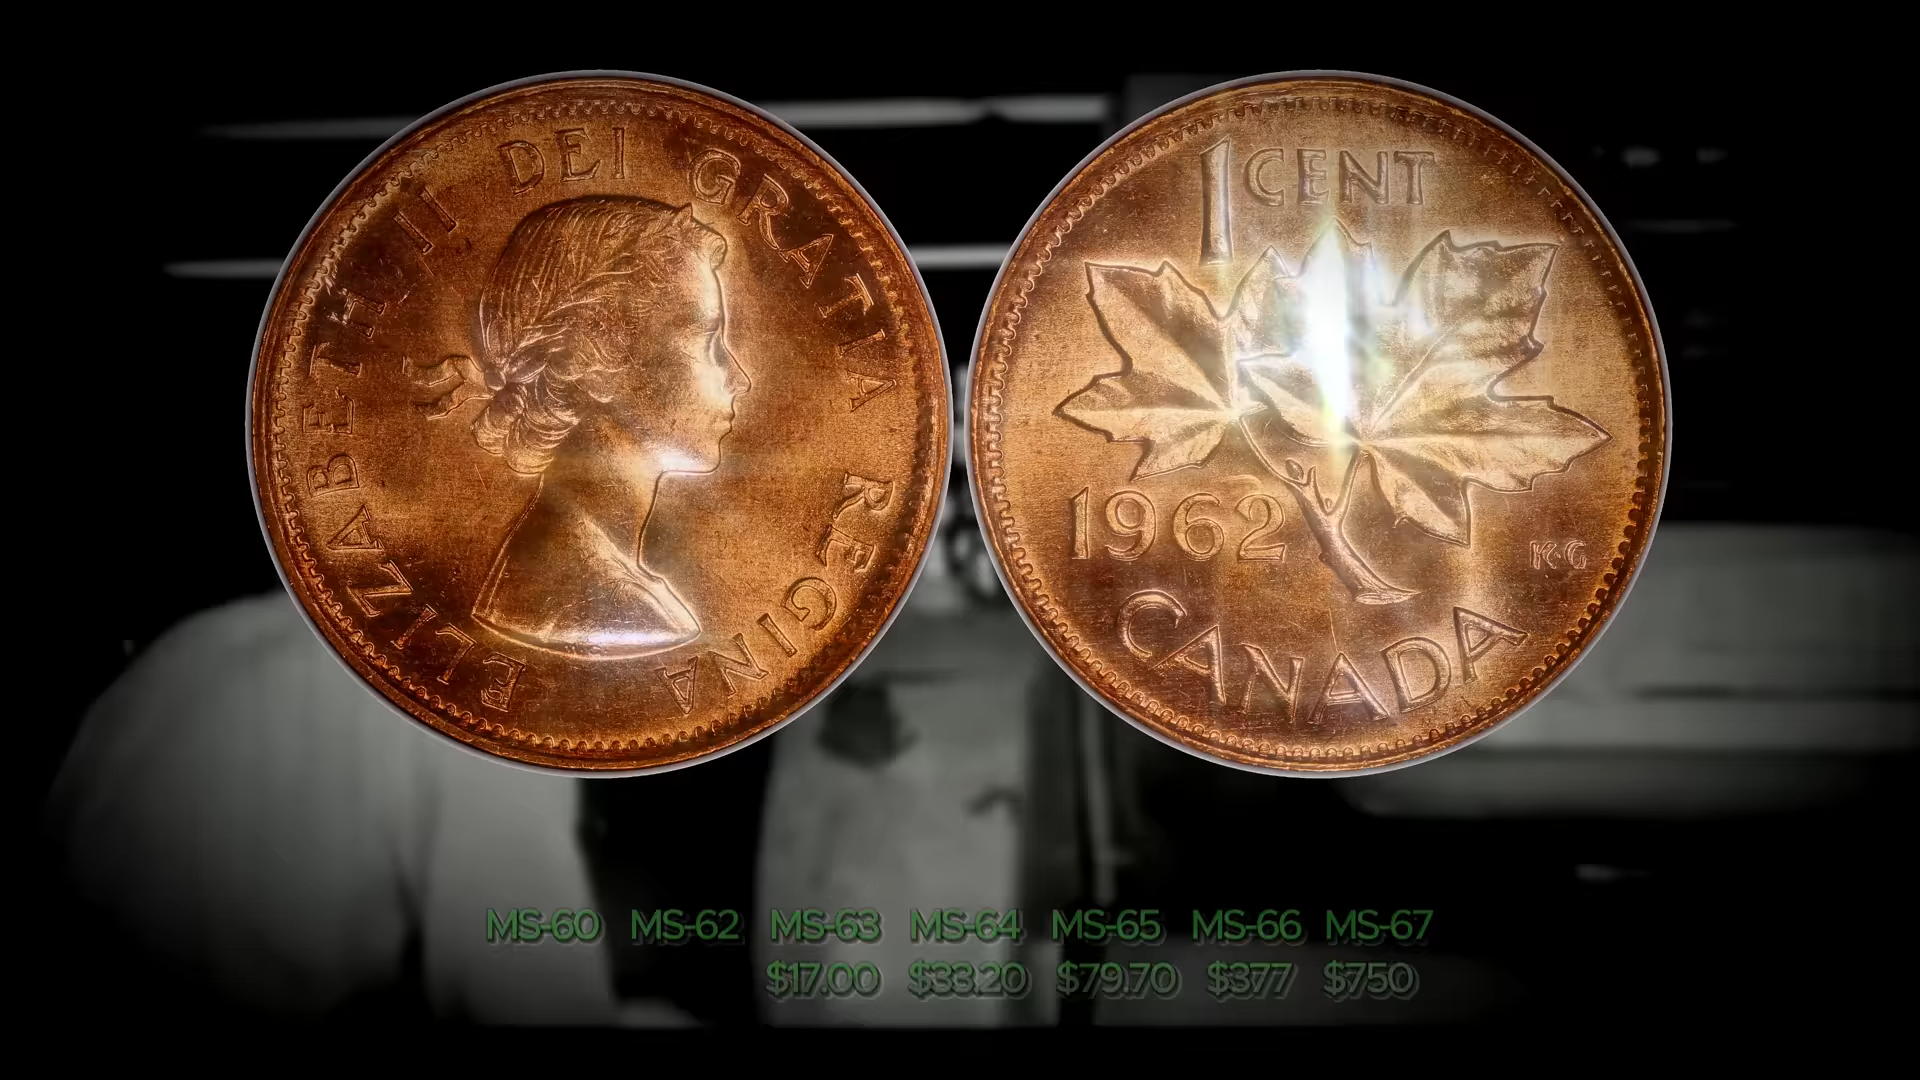 ELIZABETH II DEI GRATIA REGINA
1 CENT
1962
K·G
CANADA
MS-60 MS-62 MS-63 MS-64 MS-65 MS-66 MS-67
$17.00 $33.20 $79.70 $377 $750